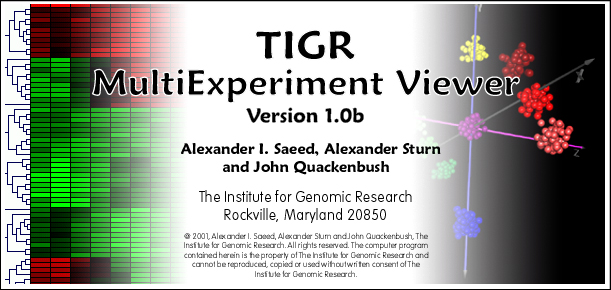 TIGR
MultiExperiment Viewer
Version 1.0b
Alexander I. Saeed, Alexander Sturn
and John Quackenbush
The Institute for Genomic Research
Rockville, Maryland 20850
@ 2001, Alexander I. Saeed, Alexander Sturn and John Quackenbush, The
Institute for Genomic Research. All rights reserved. The computer program
contained herein is the property of The Institute for Genomic Research and
cannot be reproduced, copied or used without written consent of The
Institute for Genomic Research.
X